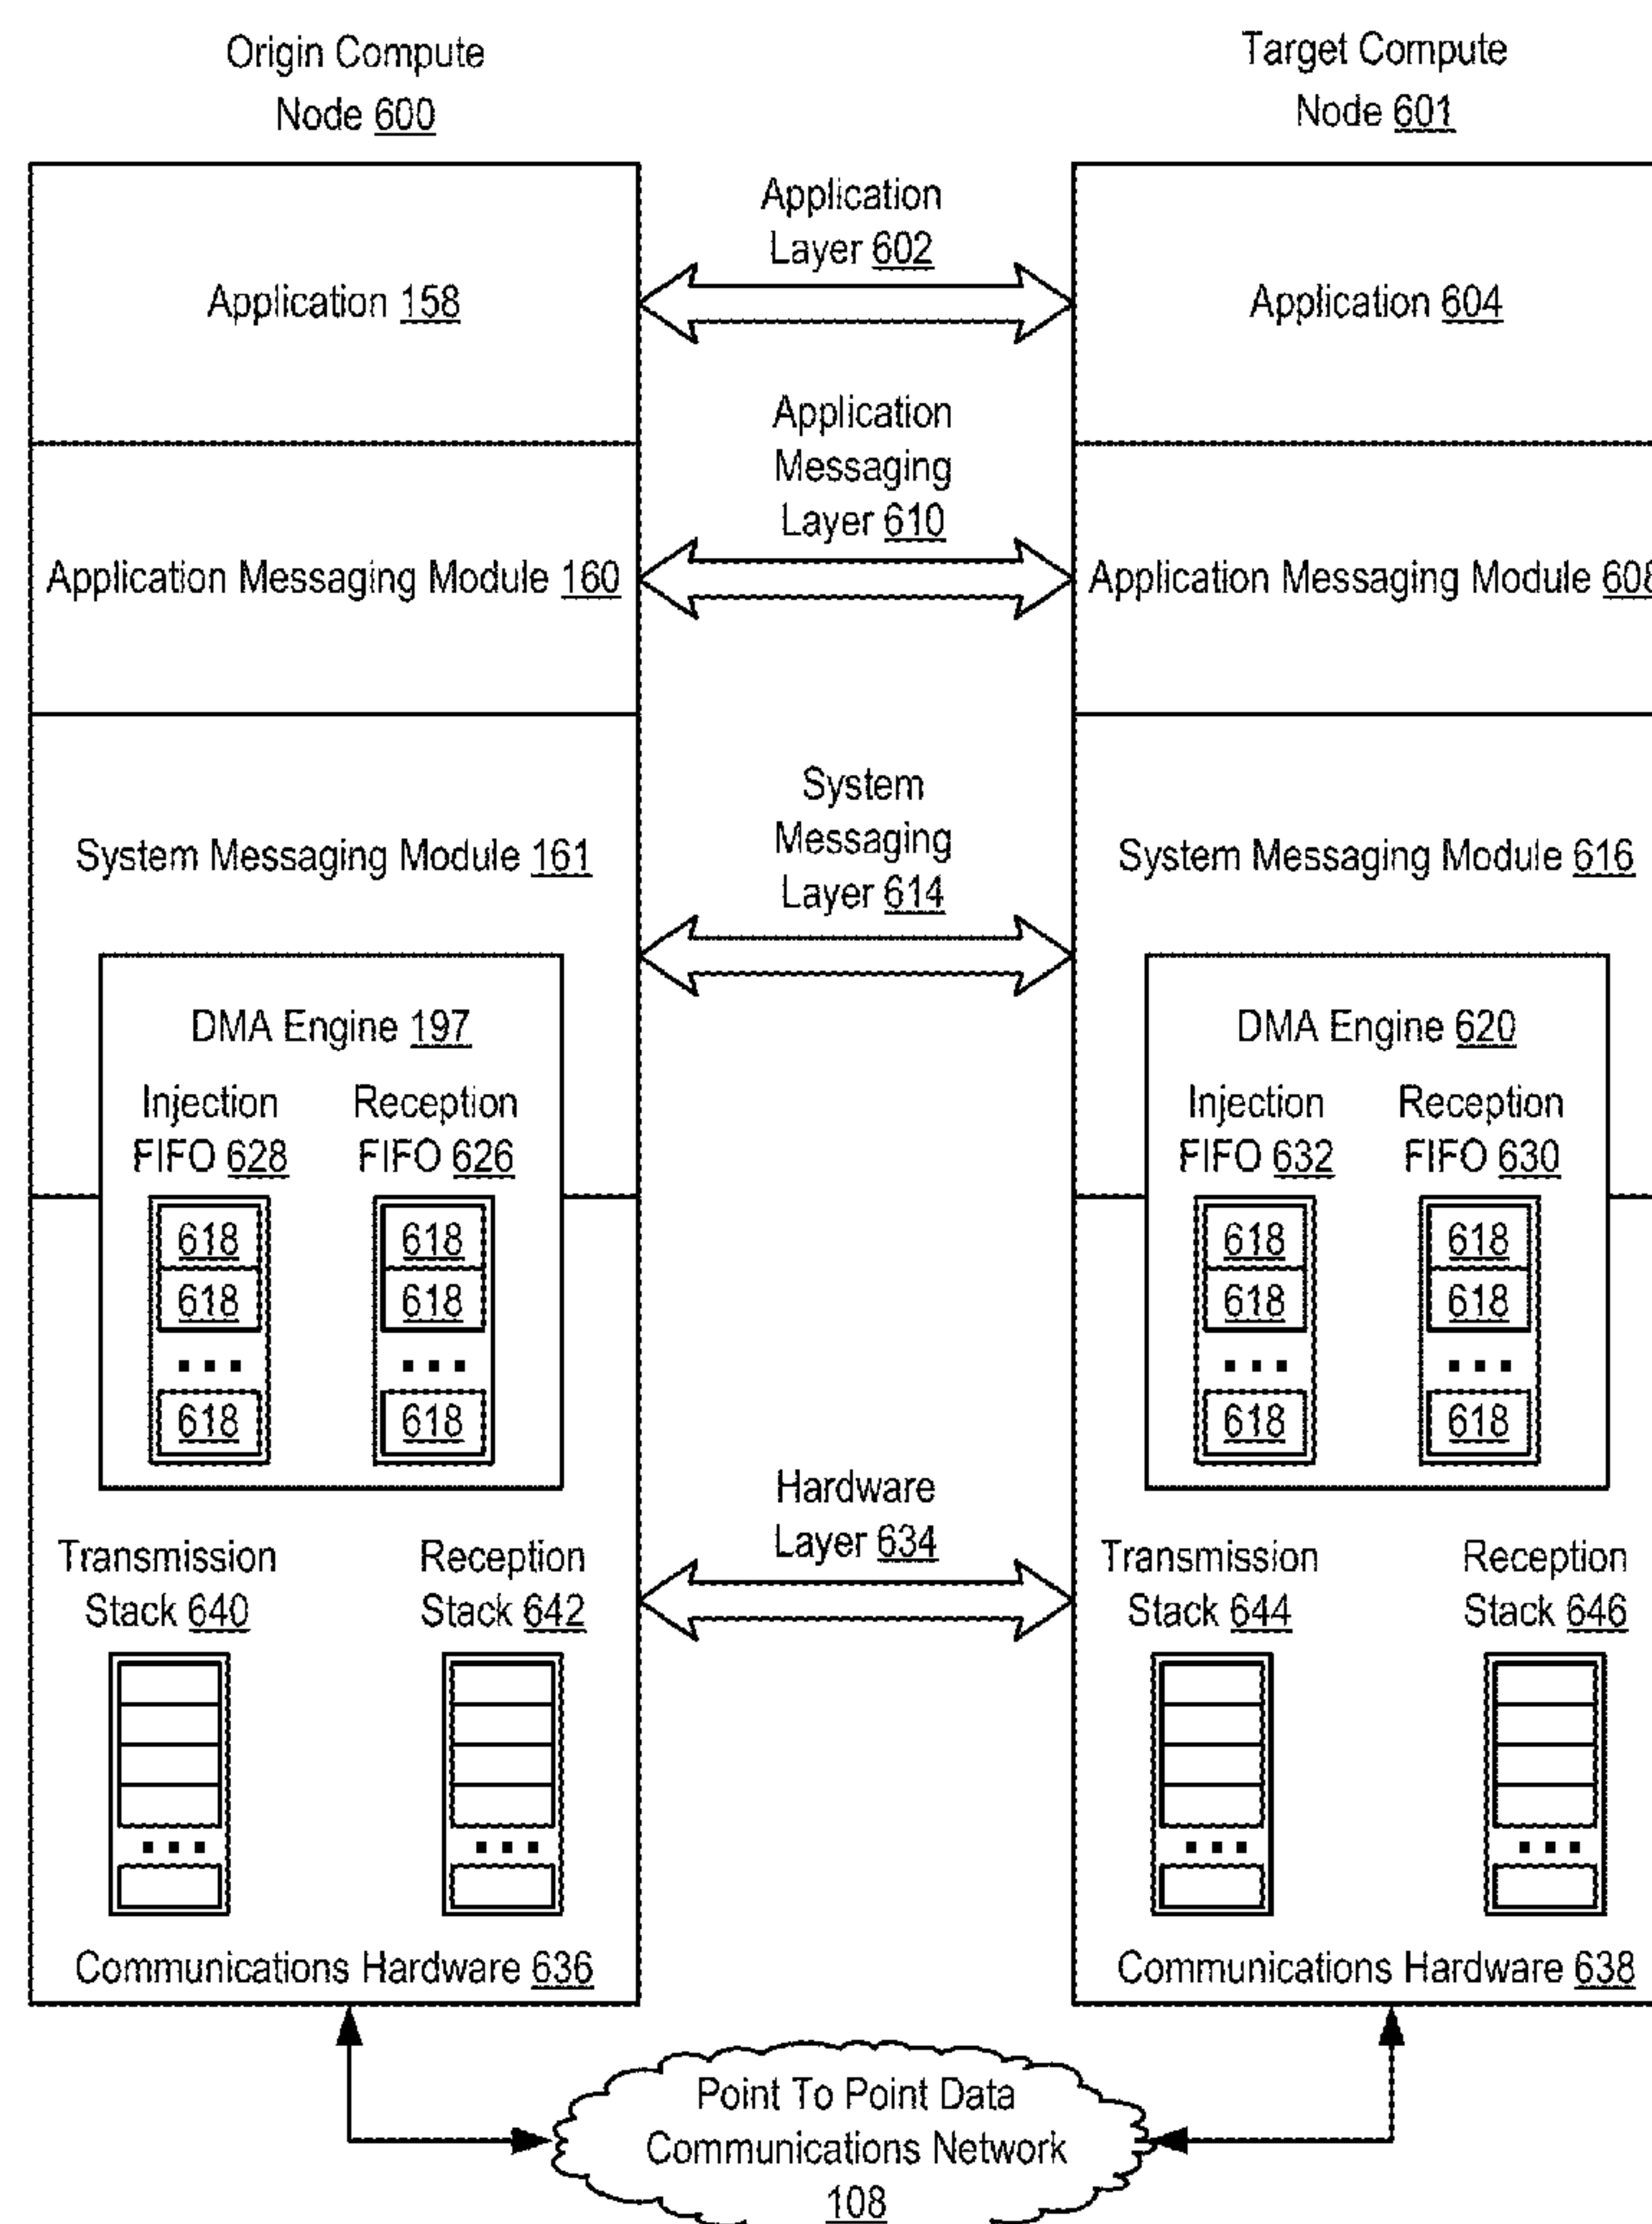 Origin Compute
Node 600
Target Compute
Node 601
Application
Layer 602
Application 158
Application 604
Application
Messaging
Layer 610
Application Messaging Module 160
Application Messaging Module 608
System
Messaging
Layer 614
System Messaging Module 161
System Messaging Module 616
DMA Engine 197
Injection
FIFO 628
Reception
FIFO 626
618
618
...
618
618
618
...
618
DMA Engine 620
Injection
FIFO 632
Reception
FIFO 630
618
618
...
618
618
618
...
618
Hardware
Layer 634
Transmission
Stack 640
Reception
Stack 642
...
...
Transmission
Stack 644
Reception
Stack 646
...
...
Communications Hardware 636
Communications Hardware 638
Point To Point Data
Communications Network
108